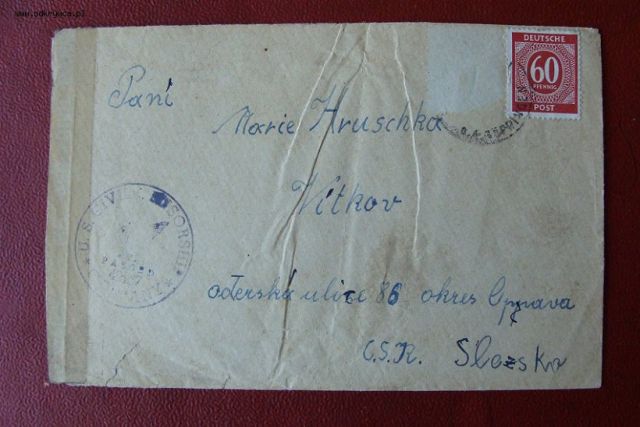 www.odkrywca.pl
DEUTSCHE
60
PFENNIG
POST
Paní
Marie Hruschka
Vítkov
oderská ulice 86 okres Opava
Č.S.R. Slezsko
U.S. CIVIL CENSORSHIP
PASSED